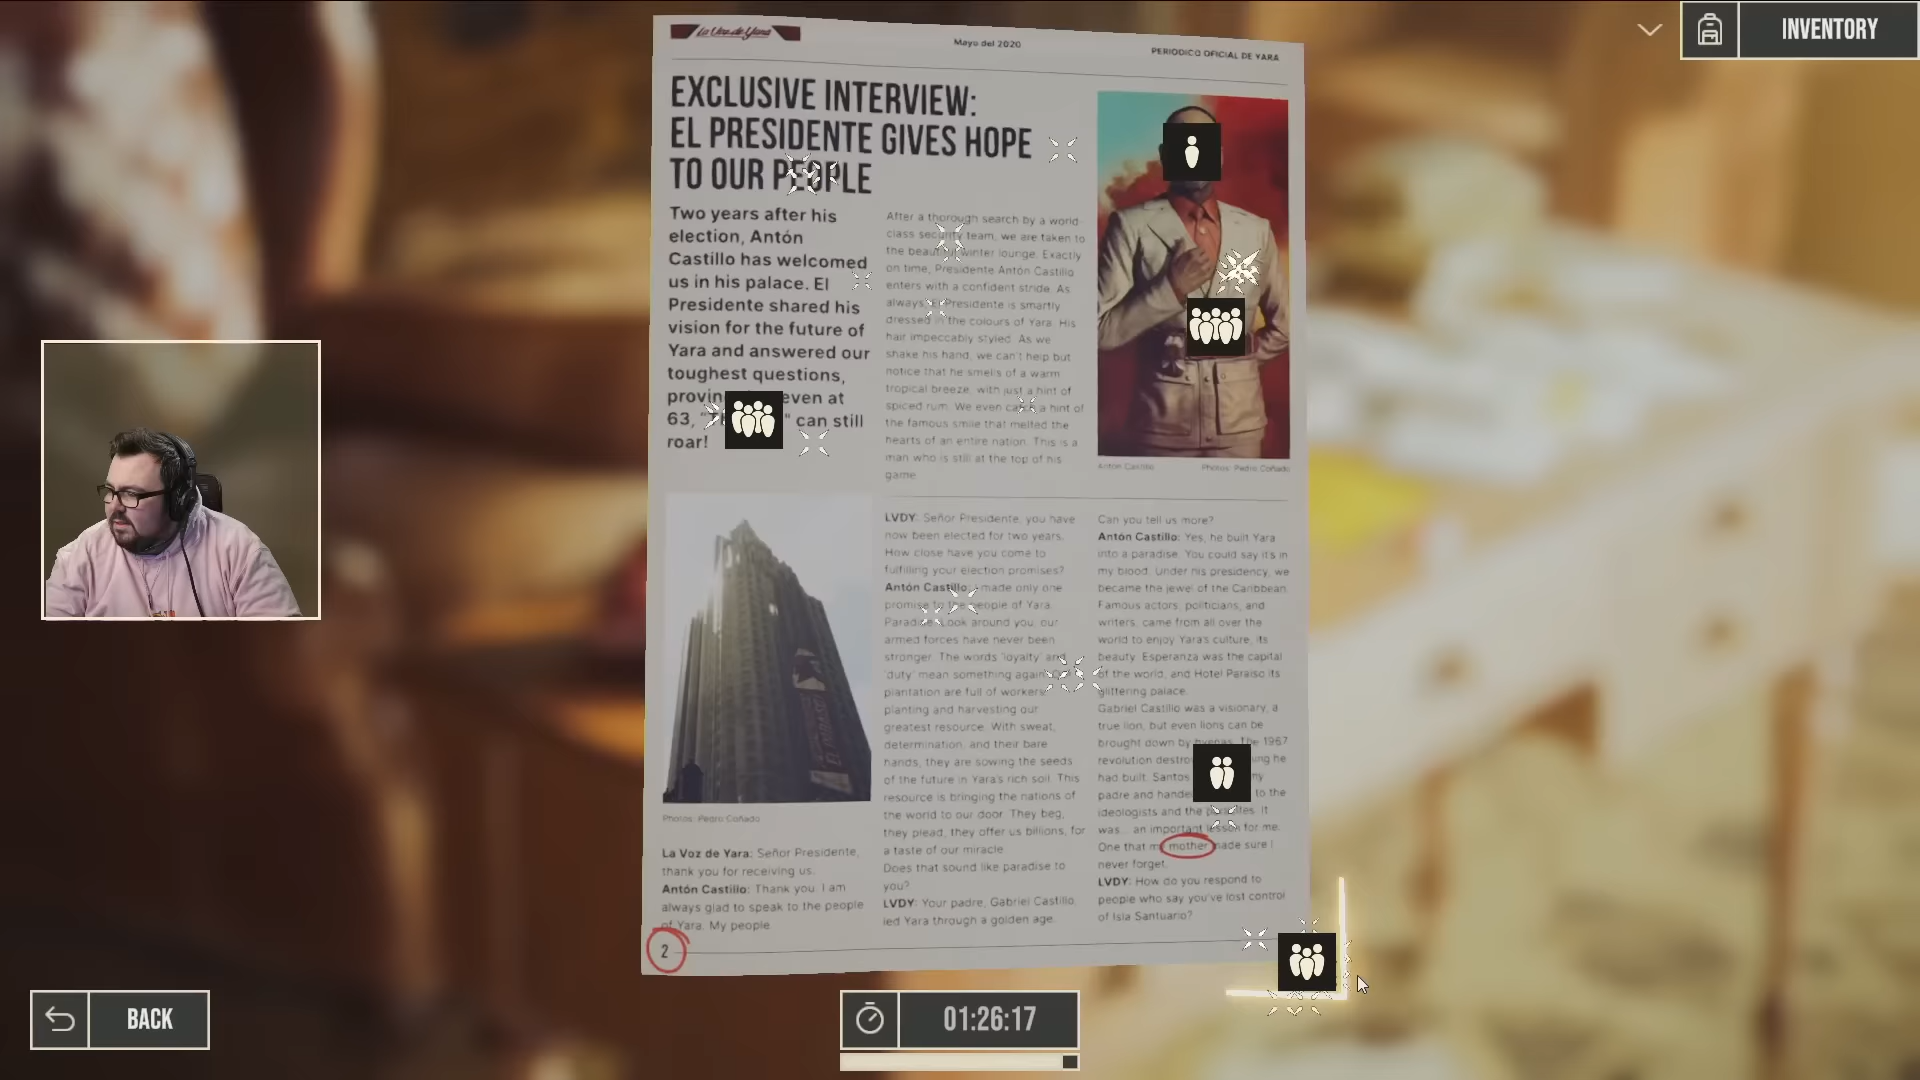 La Voz de Yara
Mayo del 2020
PERIODICO OFICIAL DE YARA
INVENTORY
EXCLUSIVE INTERVIEW:
EL PRESIDENTE GIVES HOPE
TO OUR PEOPLE
Two years after his
election, Antón
Castillo has welcomed
us in his palace. El
Presidente shared his
vision for the future of
Yara and answered our
toughest questions,
even at
63, " can still
roar!
After a thorough search by a world-
class security team, we are taken to
the beautiful winter lounge. Exactly
on time, Presidente Antón Castillo
enters with a confident stride. As
always, El Presidente is smartly
dressed in the colours of Yara. His
hair impeccably styled. As we
shake his hand, we can't help but
notice that he smells of a warm
tropical breeze, with just a hint of
spiced rum. We even catch a hint of
the famous smile that melted the
hearts of an entire nation. This is a
man who is still at the top of his
game.
Antón Castillo
Photos: Pedro Coñado
Photos: Pedro Coñado
La Voz de Yara: Señor Presidente,
thank you for receiving us.
Antón Castillo: Thank you. I am
always glad to speak to the people
of Yara. My people.
LVDY: Señor Presidente, you have
now been elected for two years.
How close have you come to
fulfilling your election promises?
Antón Castillo: I made only one
promise to the people of Yara.
Paradise. Look around you, our
armed forces have never been
stronger. The words 'loyalty' and
'duty' mean something again.
plantation are full of workers
planting and harvesting our
greatest resource. With sweat,
determination, and their bare
hands, they are sowing the seeds
of the future in Yara's rich soil. This
resource is bringing the nations of
the world to our door. They beg,
they plead, they offer us billions, for
a taste of our miracle.
Does that sound like paradise to
you?
LVDY: Your padre, Gabriel Castillo,
led Yara through a golden age.
Can you tell us more?
Antón Castillo: Yes, he built Yara
into a paradise. You could say it's in
my blood. Under his presidency, we
became the jewel of the Caribbean.
Famous actors, politicians, and
writers, came from all over the
world to enjoy Yara's culture, its
beauty. Esperanza was the capital
of the world, and Hotel Paraiso its
glittering palace.
Gabriel Castillo was a visionary, a
true lion, but even lions can be
brought down by hyenas. The 1967
revolution he
had built. Santos my
padre and to the
ideologists and the It
was... an important lesson for me.
One that my mother made sure I
never forget.
LVDY: How do you respond to
people who say you've lost control
of Isla Santuario?
2
BACK
01:26:17